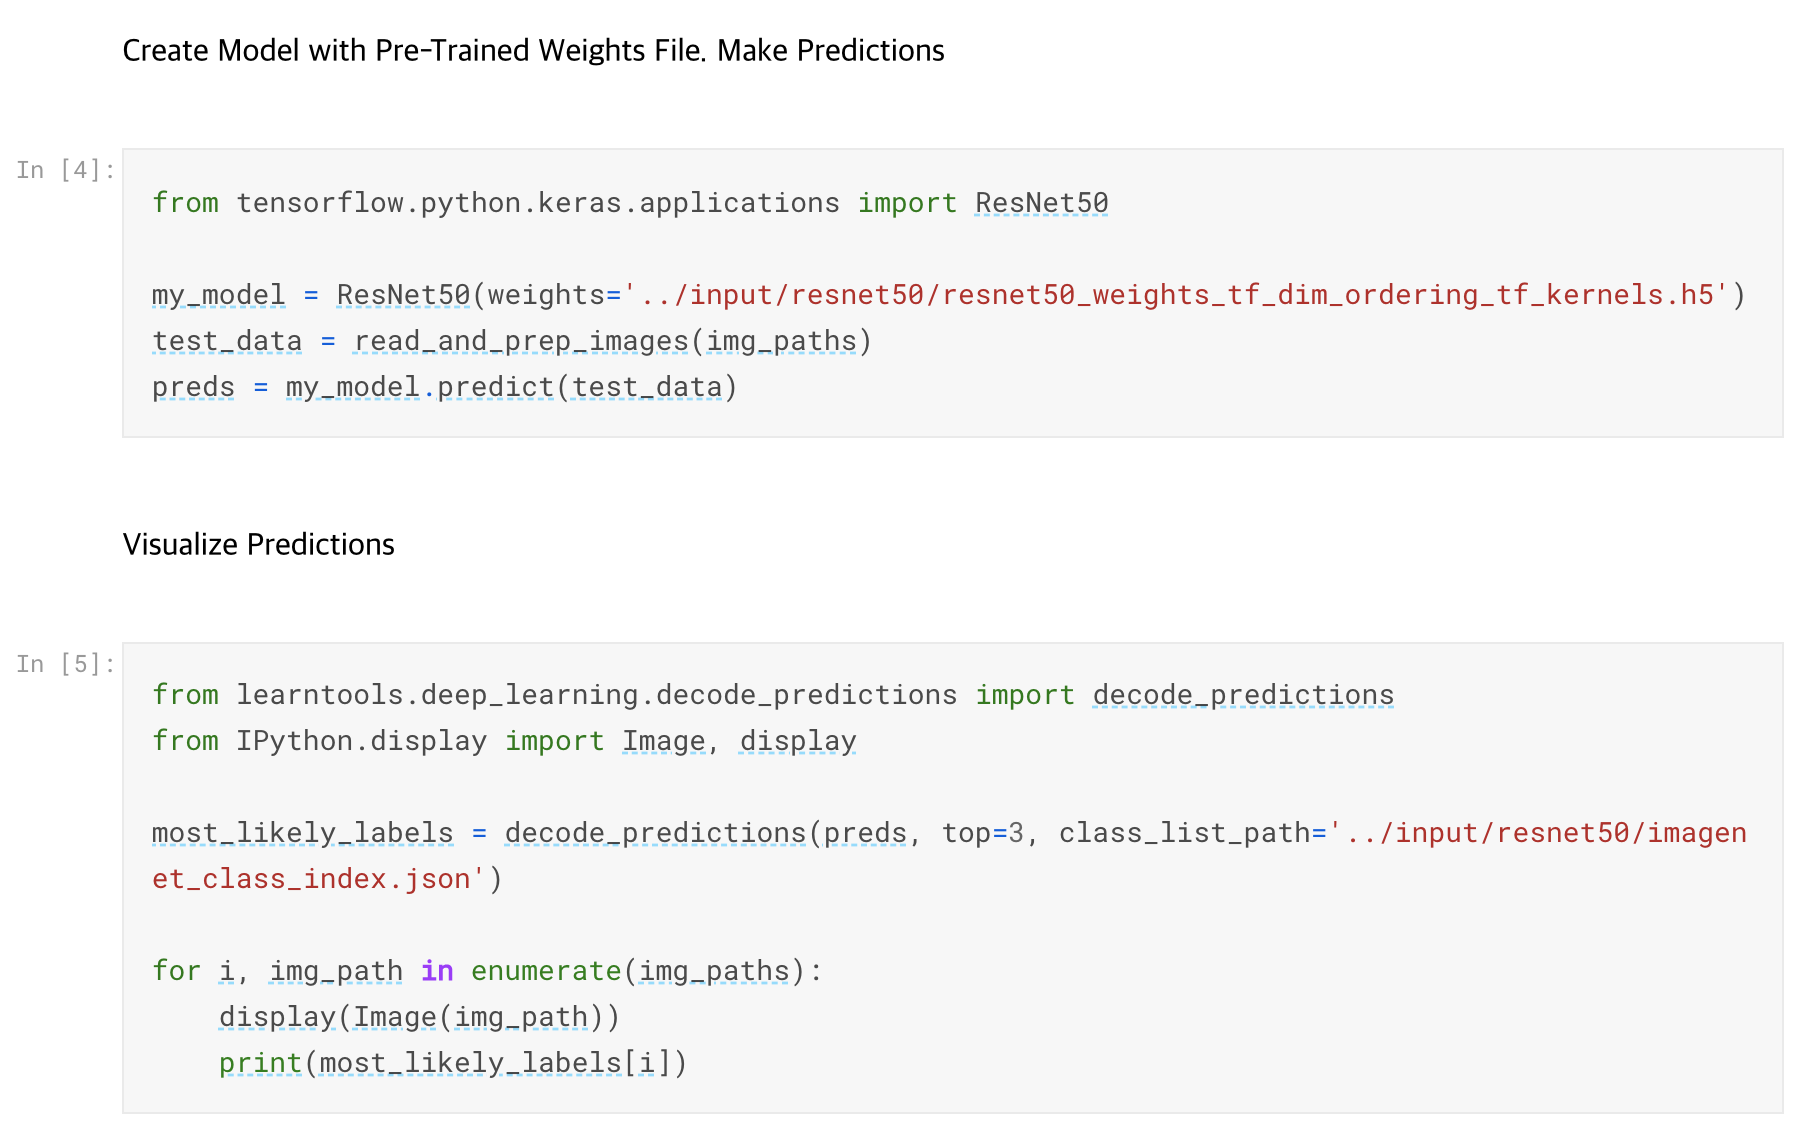 Create Model with Pre-Trained Weights File. Make Predictions
In [4]:
from tensorflow.python.keras.applications import ResNet50
my_model = ResNet50(weights='../input/resnet50/resnet50_weights_tf_dim_ordering_tf_kernels.h5')
test_data = read_and_prep_images(img_paths)
preds = my_model.predict(test_data)
Visualize Predictions
In [5]:
from learntools.deep_learning.decode_predictions import decode_predictions
from IPython.display import Image, display
most_likely_labels = decode_predictions(preds, top=3, class_list_path='../input/resnet50/imagen
et_class_index.json')
for i, img_path in enumerate(img_paths):
    display(Image(img_path))
    print(most_likely_labels[i])